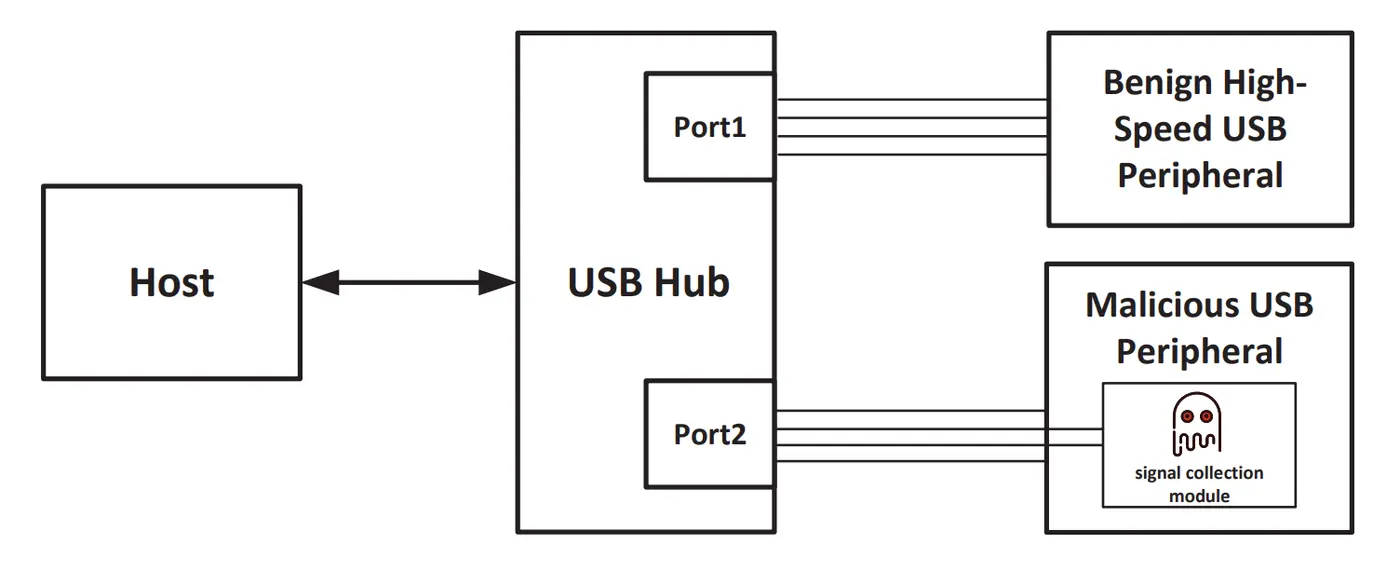 Host
USB Hub
Port1
Port2
Benign High-
Speed USB
Peripheral
Malicious USB
Peripheral
signal collection
module